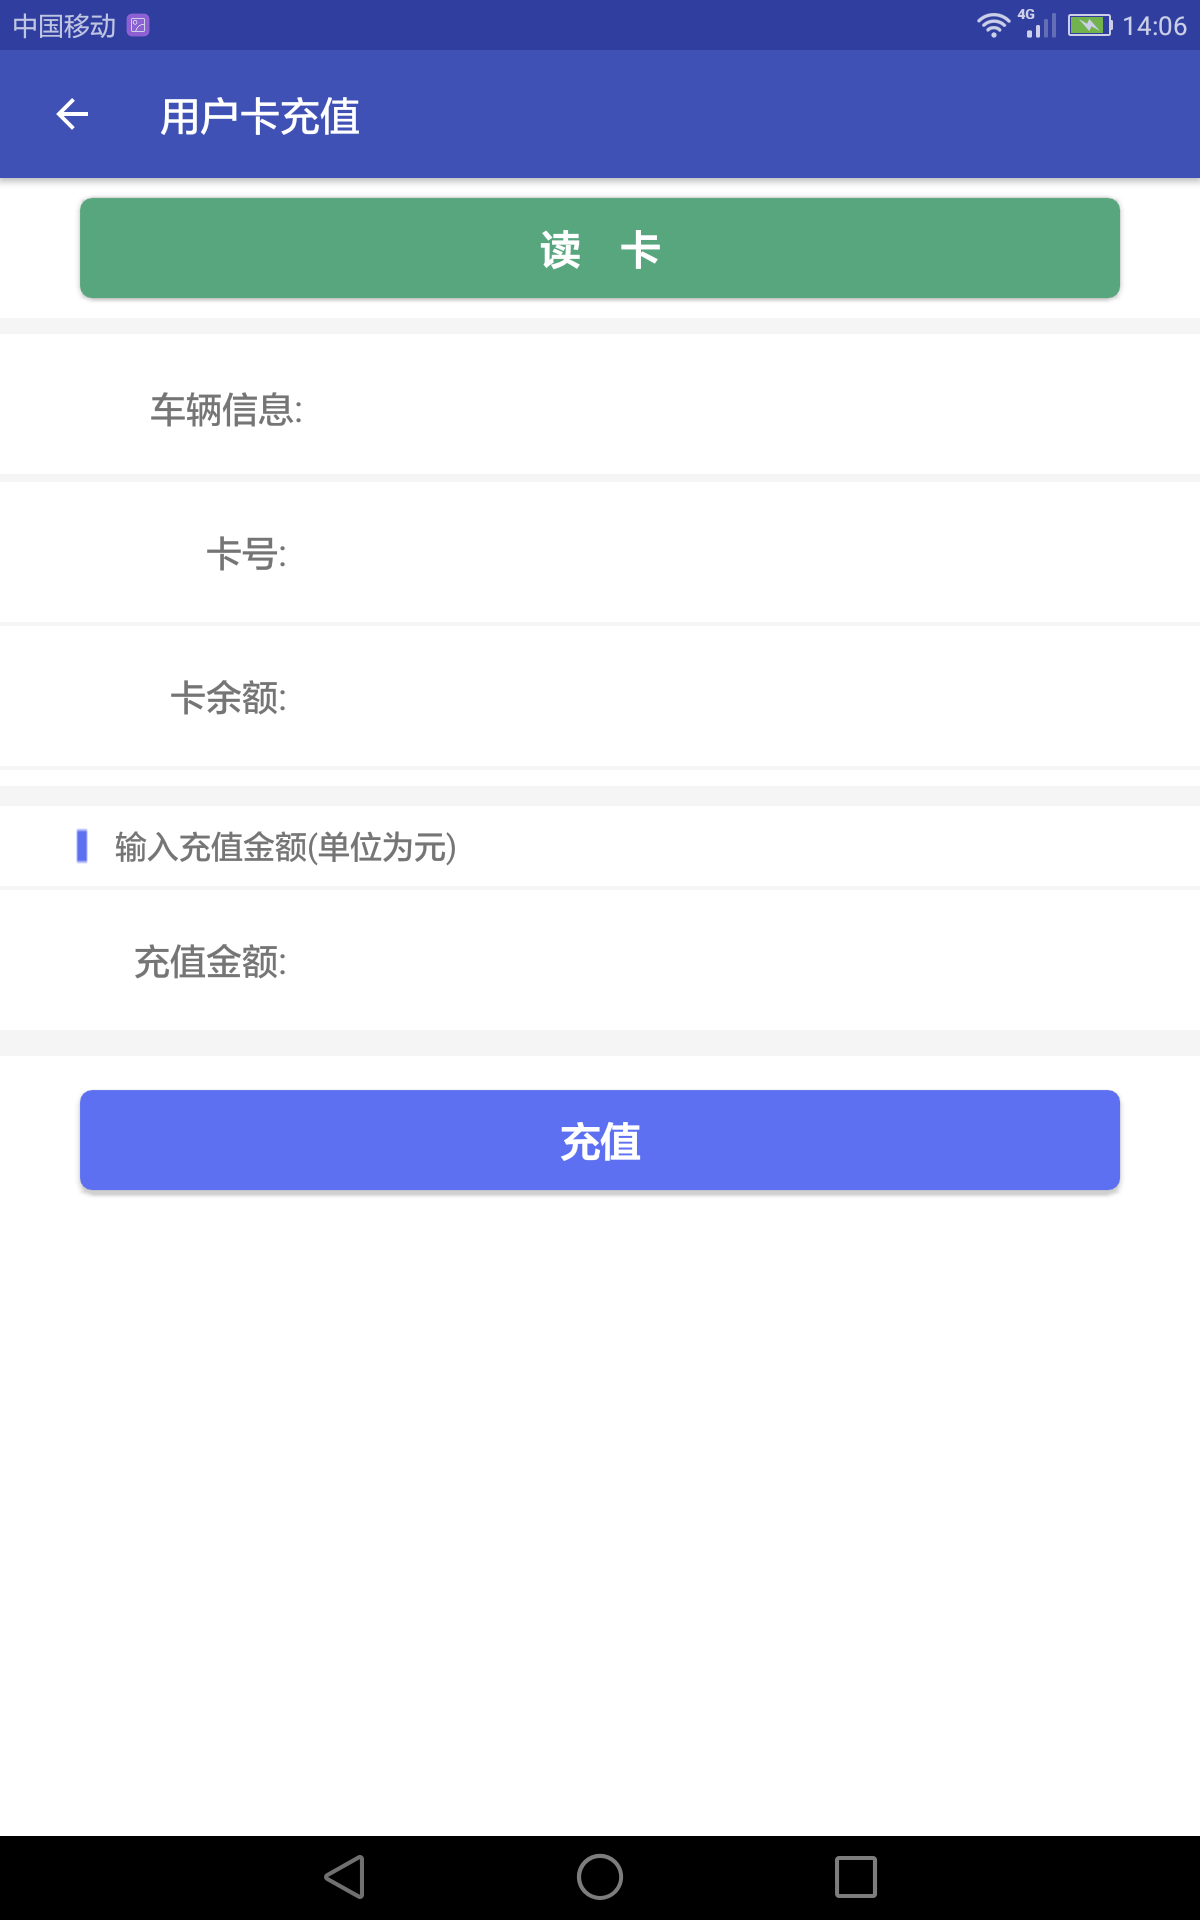 中国移动 4G 14:06
用户卡充值
读 卡
车辆信息:
卡号:
卡余额:
输入充值金额(单位为元)
充值金额:
充值